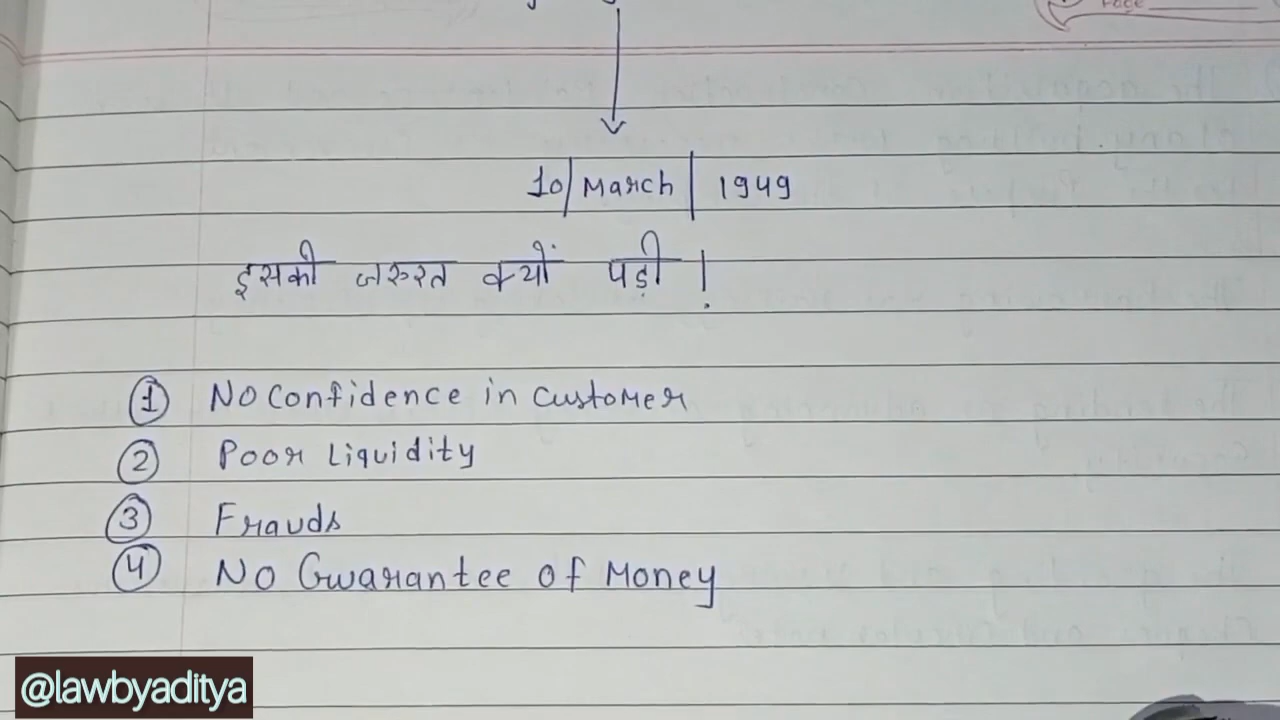 10/March/1949
इसकी जरुरत क्यों पड़ी !
1 No Confidence in Customer
2 Poor Liquidity
3 Frauds
4 No Gwarantee of Money
@lawbyaditya